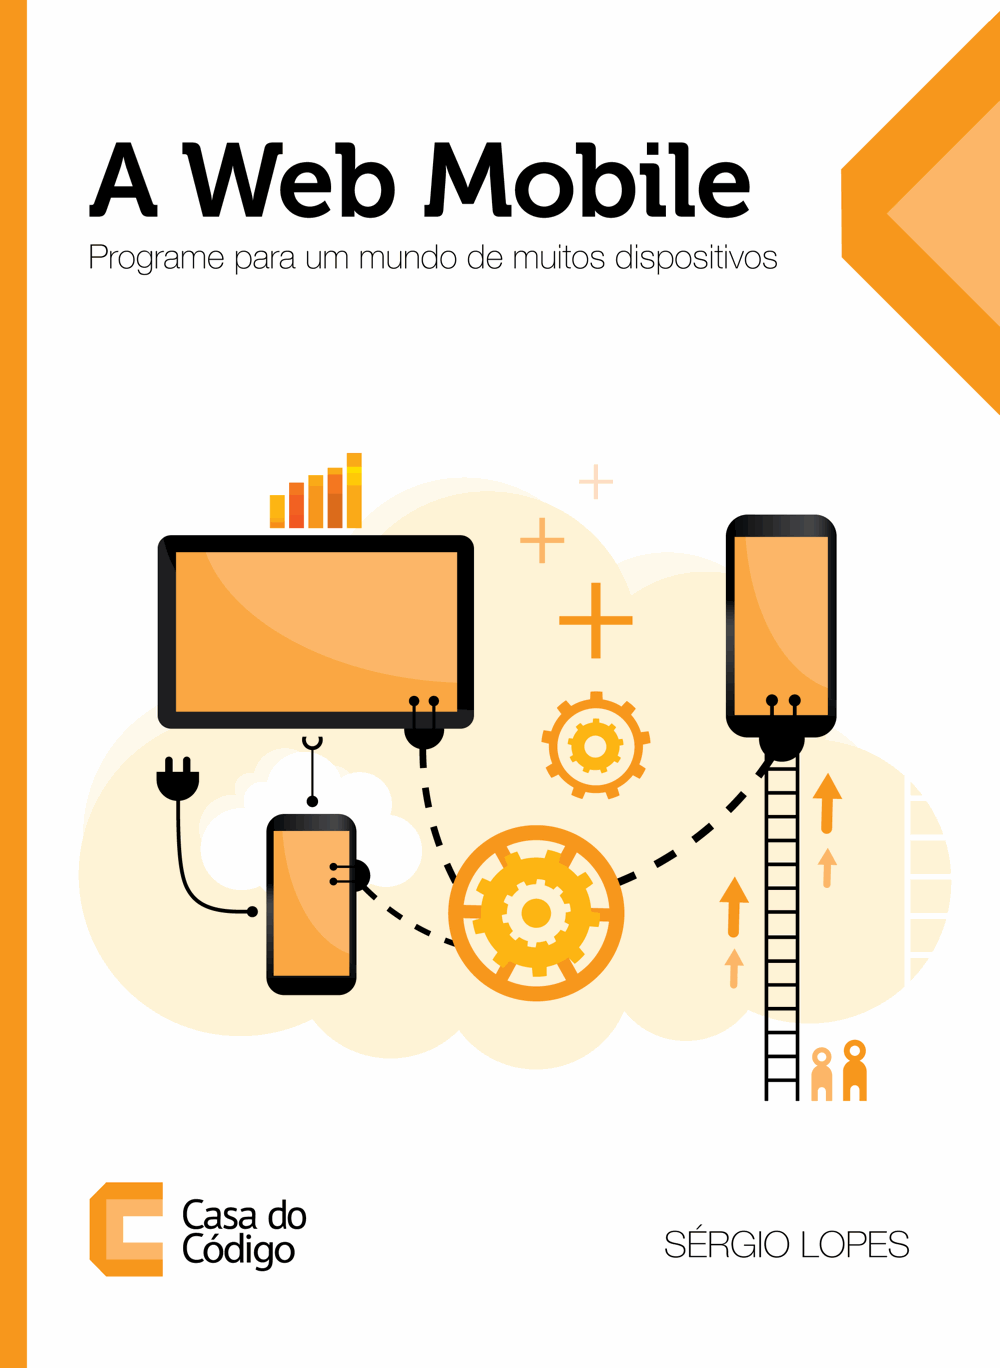 A Web Mobile
Programe para um mundo de muitos dispositivos
Casa do
Código
SÉRGIO LOPES